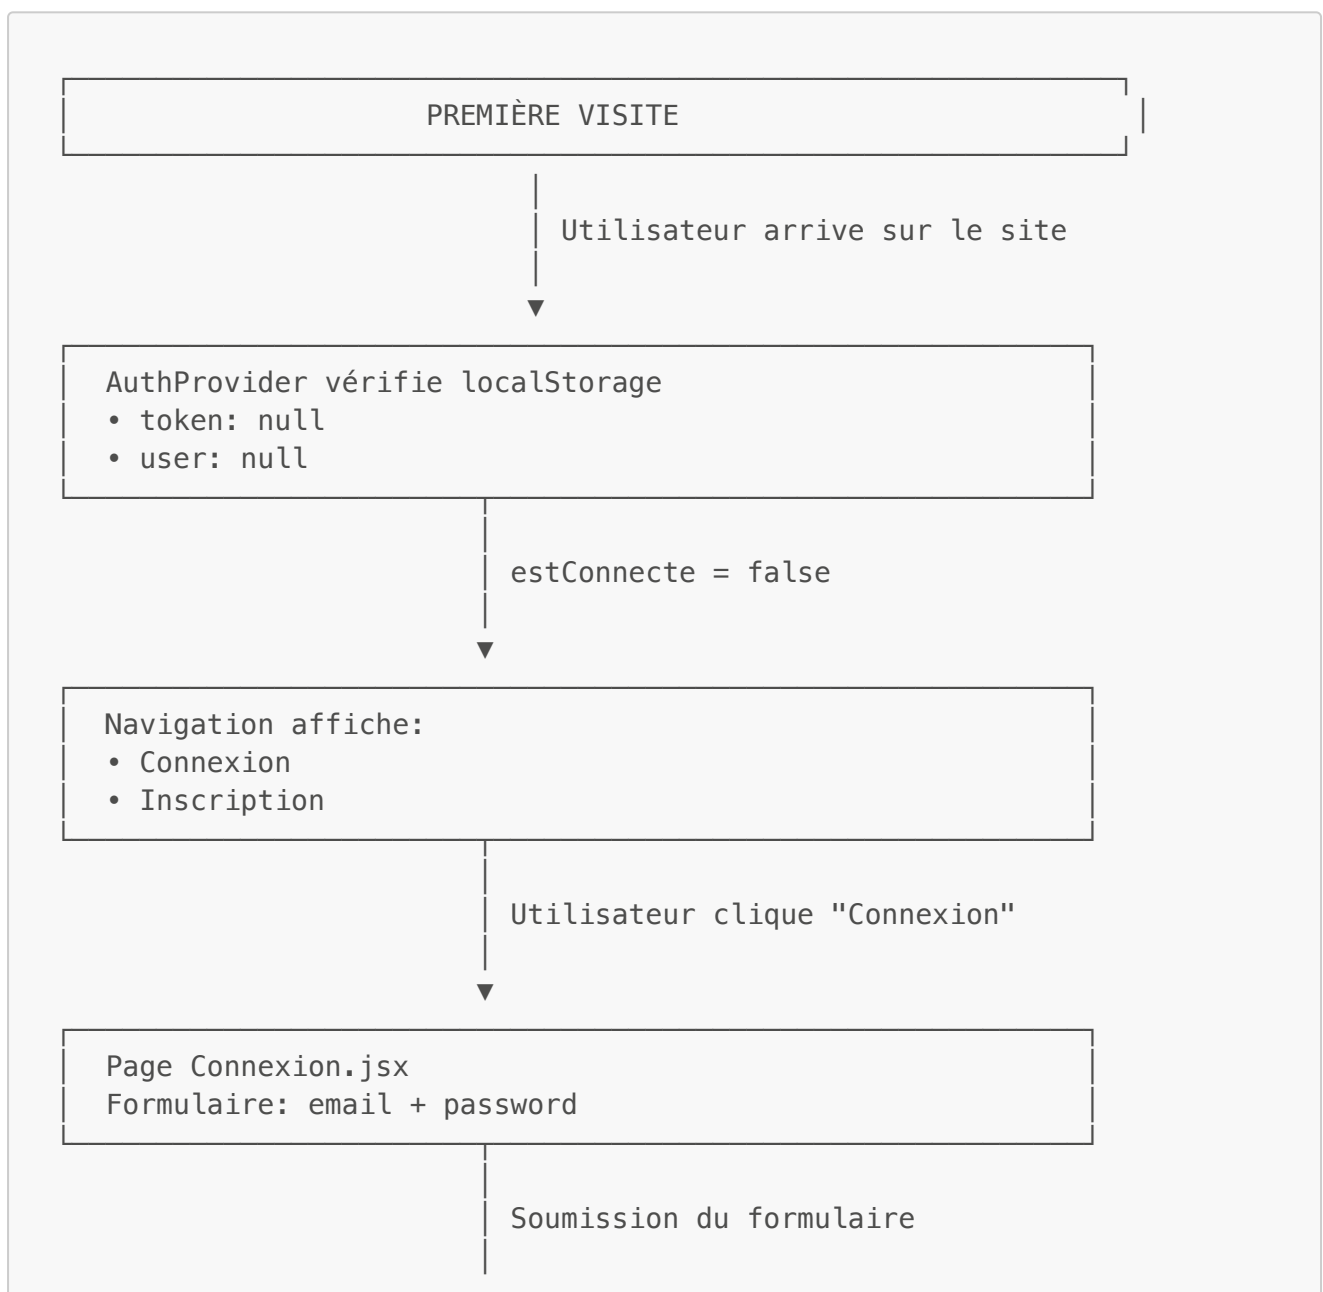 PREMIÈRE VISITE
Utilisateur arrive sur le site
AuthProvider vérifie localStorage
• token: null
• user: null
estConnecte = false
Navigation affiche:
• Connexion
• Inscription
Utilisateur clique "Connexion"
Page Connexion.jsx
Formulaire: email + password
Soumission du formulaire